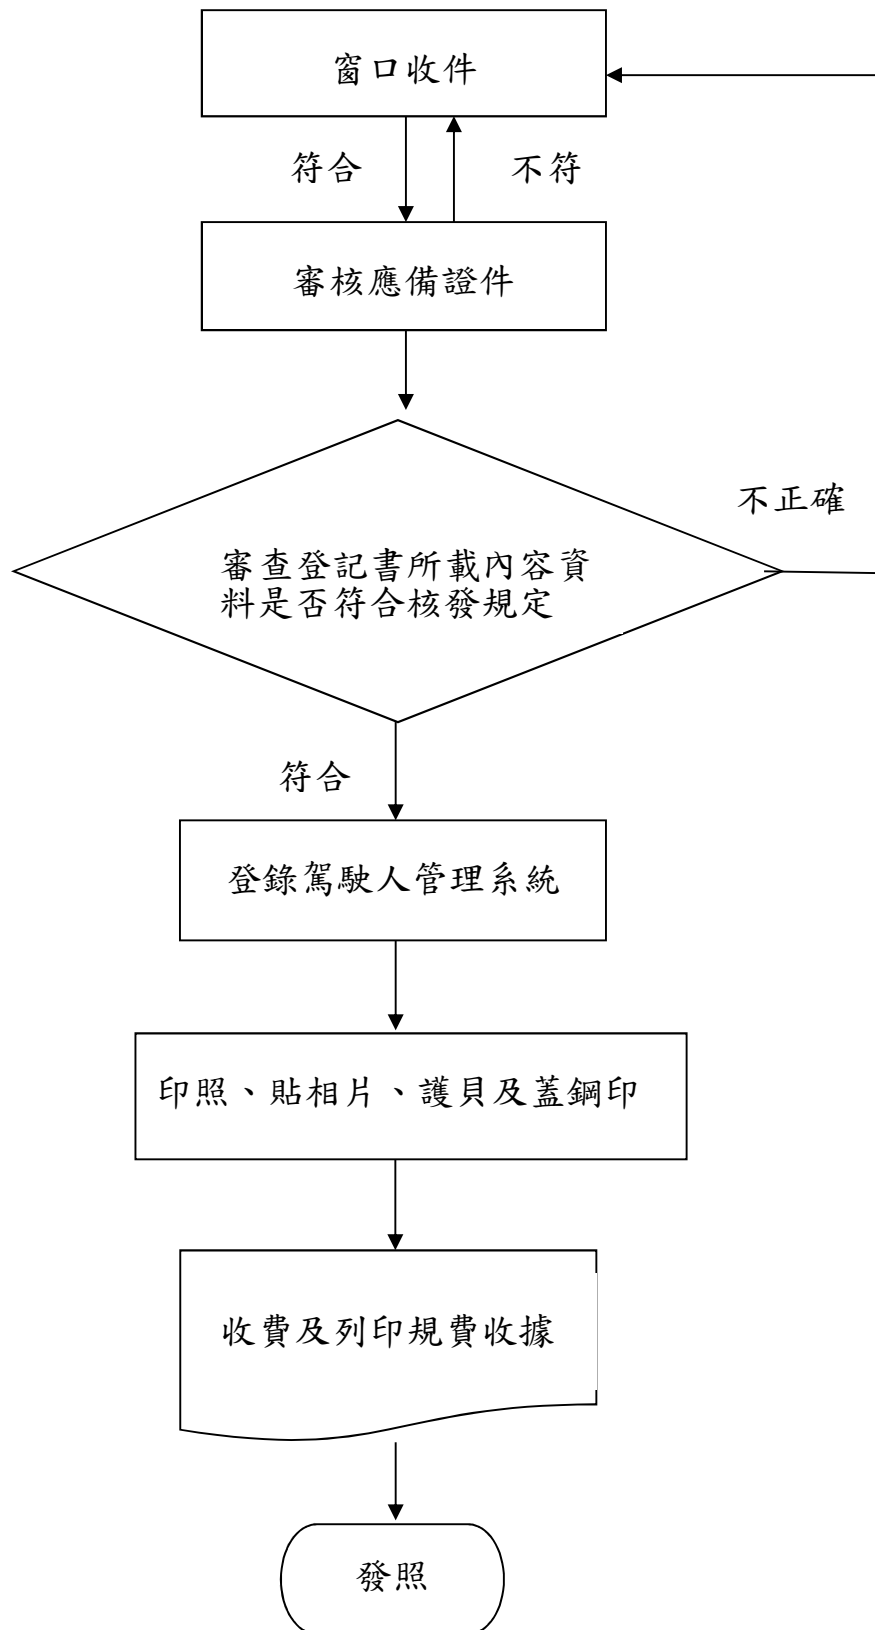 窗口收件
符合
不符
審核應備證件
不正確
審查登記書所載內容資
料是否符合核發規定
符合
登錄駕駛人管理系統
印照、貼相片、護貝及蓋鋼印
收費及列印規費收據
發照